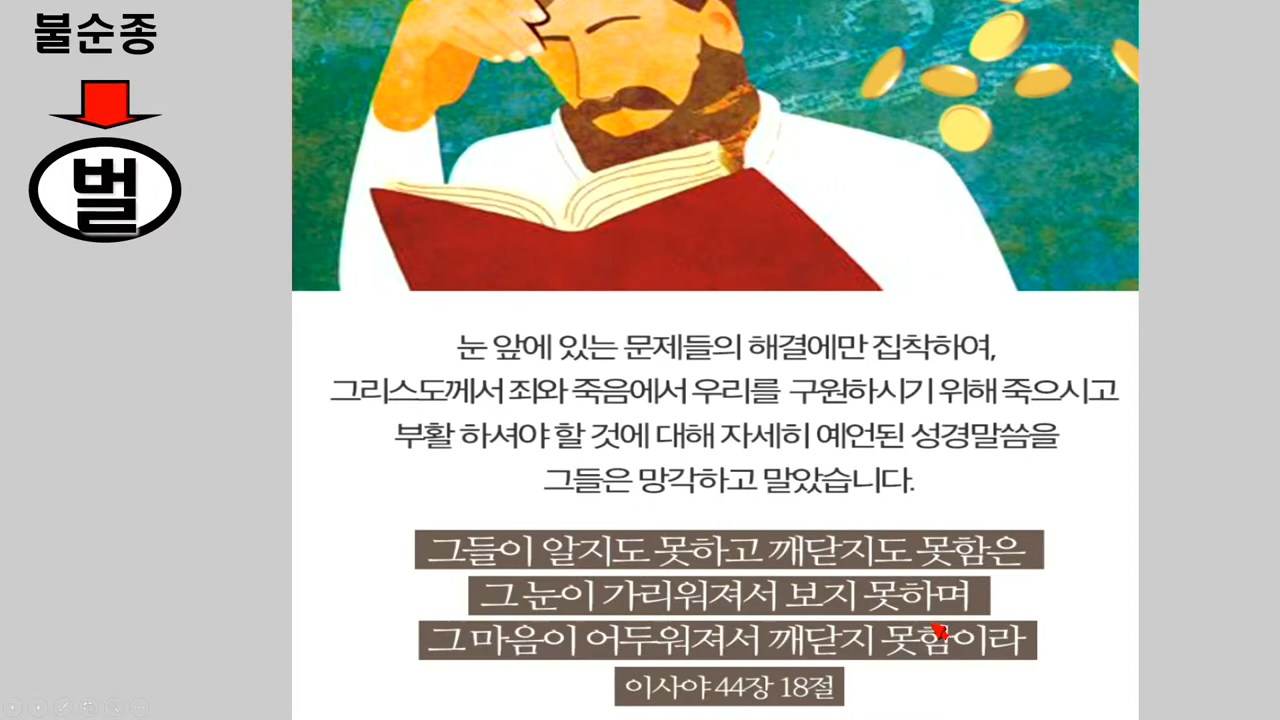 불순종
벌
눈 앞에 있는 문제들의 해결에만 집착하여,
그리스도께서 죄와 죽음에서 우리를 구원하시기 위해 죽으시고
부활 하셔야 할 것에 대해 자세히 예언된 성경말씀을
그들은 망각하고 말았습니다.
그들이 알지도 못하고 깨닫지도 못함은
그 눈이 가리워져서 보지 못하며
그 마음이 어두워져서 깨닫지 못함이라
이사야 44장 18절